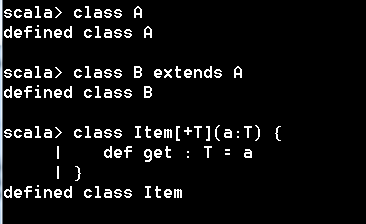 scala> class A
defined class A
scala> class B extends A
defined class B
scala> class Item[+T](a:T) {
     |    def get : T = a
     | }
defined class Item